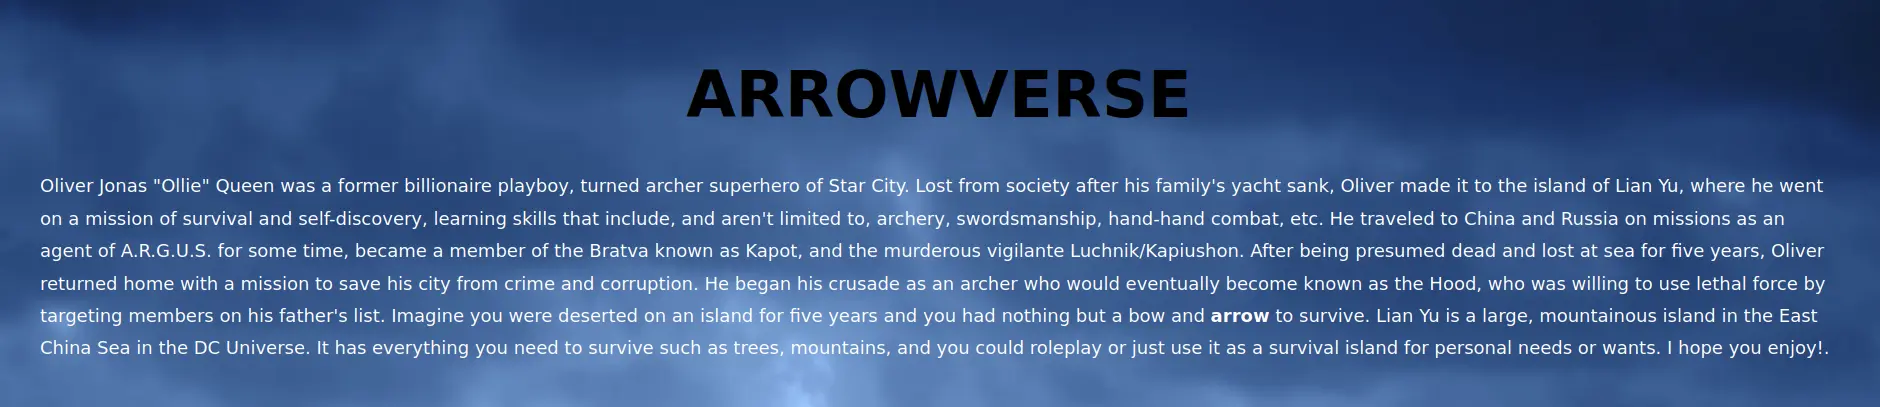 ARROWVERSE
Oliver Jonas "Ollie" Queen was a former billionaire playboy, turned archer superhero of Star City. Lost from society after his family's yacht sank, Oliver made it to the island of Lian Yu, where he went
on a mission of survival and self-discovery, learning skills that include, and aren't limited to, archery, swordsmanship, hand-hand combat, etc. He traveled to China and Russia on missions as an
agent of A.R.G.U.S. for some time, became a member of the Bratva known as Kapot, and the murderous vigilante Luchnik/Kapiushon. After being presumed dead and lost at sea for five years, Oliver
returned home with a mission to save his city from crime and corruption. He began his crusade as an archer who would eventually become known as the Hood, who was willing to use lethal force by
targeting members on his father's list. Imagine you were deserted on an island for five years and you had nothing but a bow and arrow to survive. Lian Yu is a large, mountainous island in the East
China Sea in the DC Universe. It has everything you need to survive such as trees, mountains, and you could roleplay or just use it as a survival island for personal needs or wants. I hope you enjoy!.